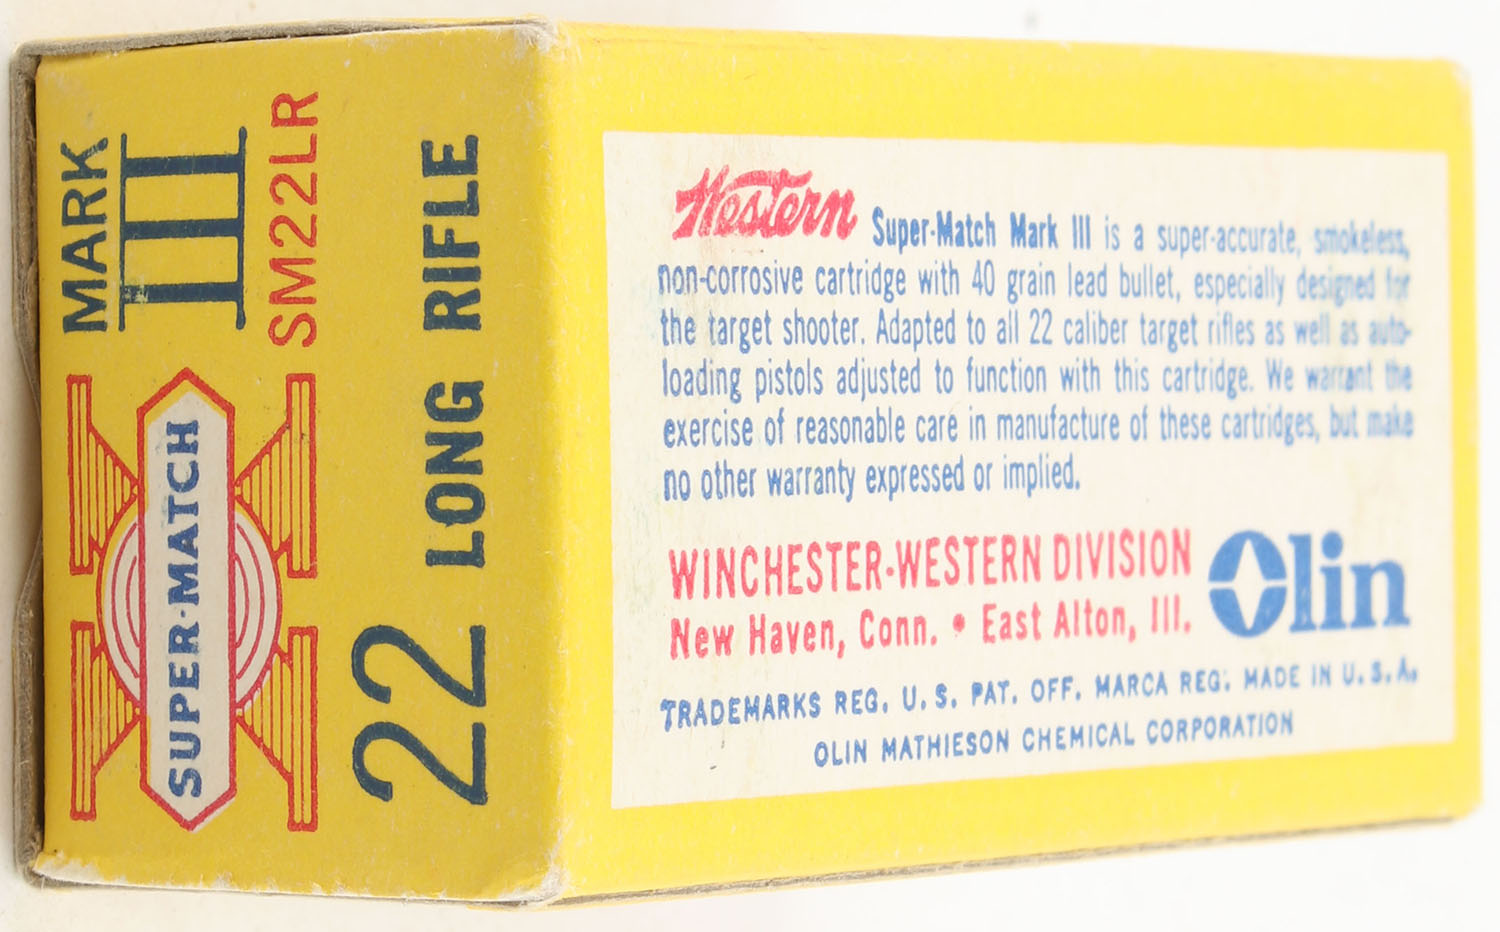 MARK
III
SM22LR
SUPER-MATCH
22 LONG RIFLE
Western Super-Match Mark III is a super-accurate, smokeless,
non-corrosive cartridge with 40 grain lead bullet, especially designed for
the target shooter. Adapted to all 22 caliber target rifles as well as auto-
loading pistols adjusted to function with this cartridge. We warrant the
exercise of reasonable care in manufacture of these cartridges, but make
no other warranty expressed or implied.
WINCHESTER-WESTERN DIVISION
New Haven, Conn. • East Alton, Ill.
Olin
TRADEMARKS REG. U. S. PAT. OFF. MARCA REG. MADE IN U. S. A.
OLIN MATHIESON CHEMICAL CORPORATION